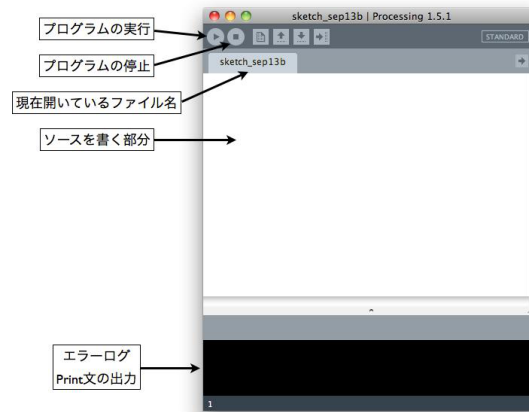 sketch_sep13b | Processing 1.5.1
プログラムの実行
STANDARD
プログラムの停止
sketch_sep13b
現在開いているファイル名
ソースを書く部分
エラーログ
Print文の出力
1